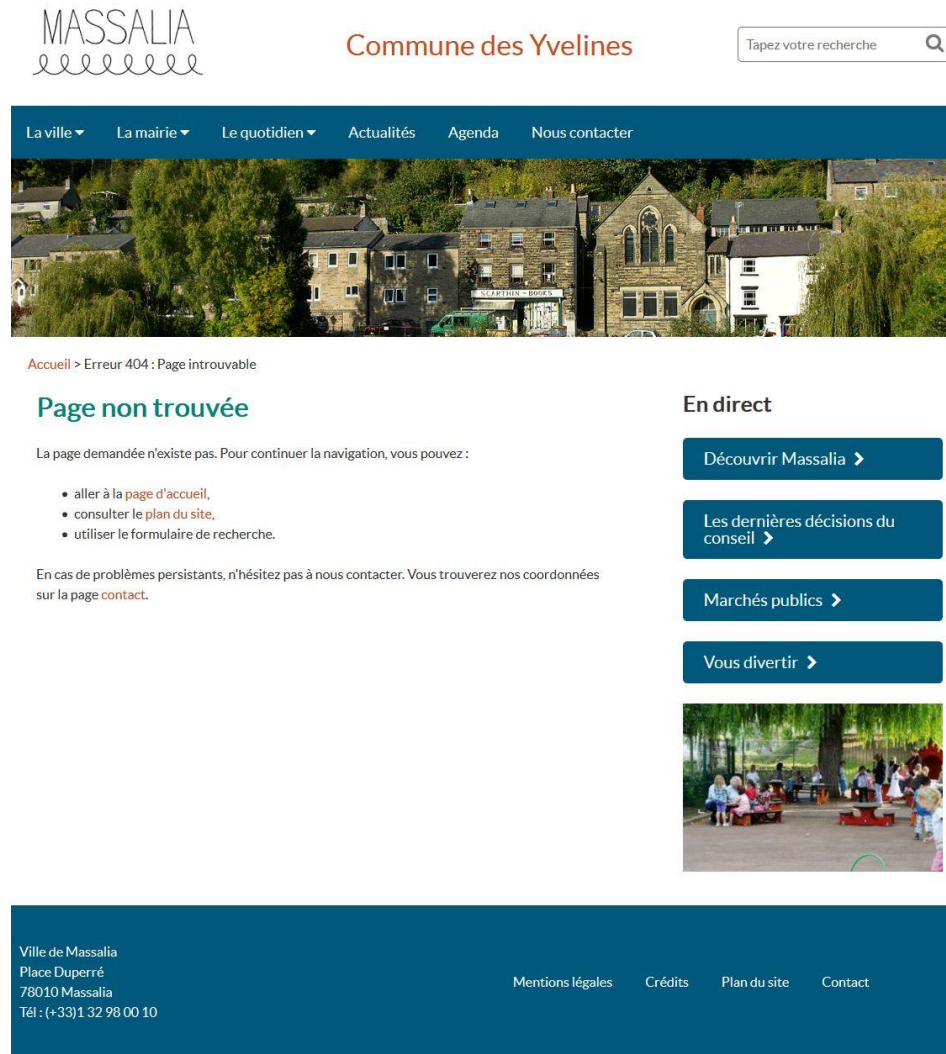 MASSALIA
Commune des Yvelines
Tapez votre recherche
La ville
La mairie
Le quotidien
Actualités
Agenda
Nous contacter
SCARTHIN - BOOKS
Accueil > Erreur 404 : Page introuvable
Page non trouvée
La page demandée n'existe pas. Pour continuer la navigation, vous pouvez :
• aller à la page d'accueil,
• consulter le plan du site,
• utiliser le formulaire de recherche.
En cas de problèmes persistants, n'hésitez pas à nous contacter. Vous trouverez nos coordonnées
sur la page contact.
En direct
Découvrir Massalia
Les dernières décisions du
conseil
Marchés publics
Vous divertir
Ville de Massalia
Place Duperré
78010 Massalia
Tél : (+33)1 32 98 00 10
Mentions légales
Crédits
Plan du site
Contact